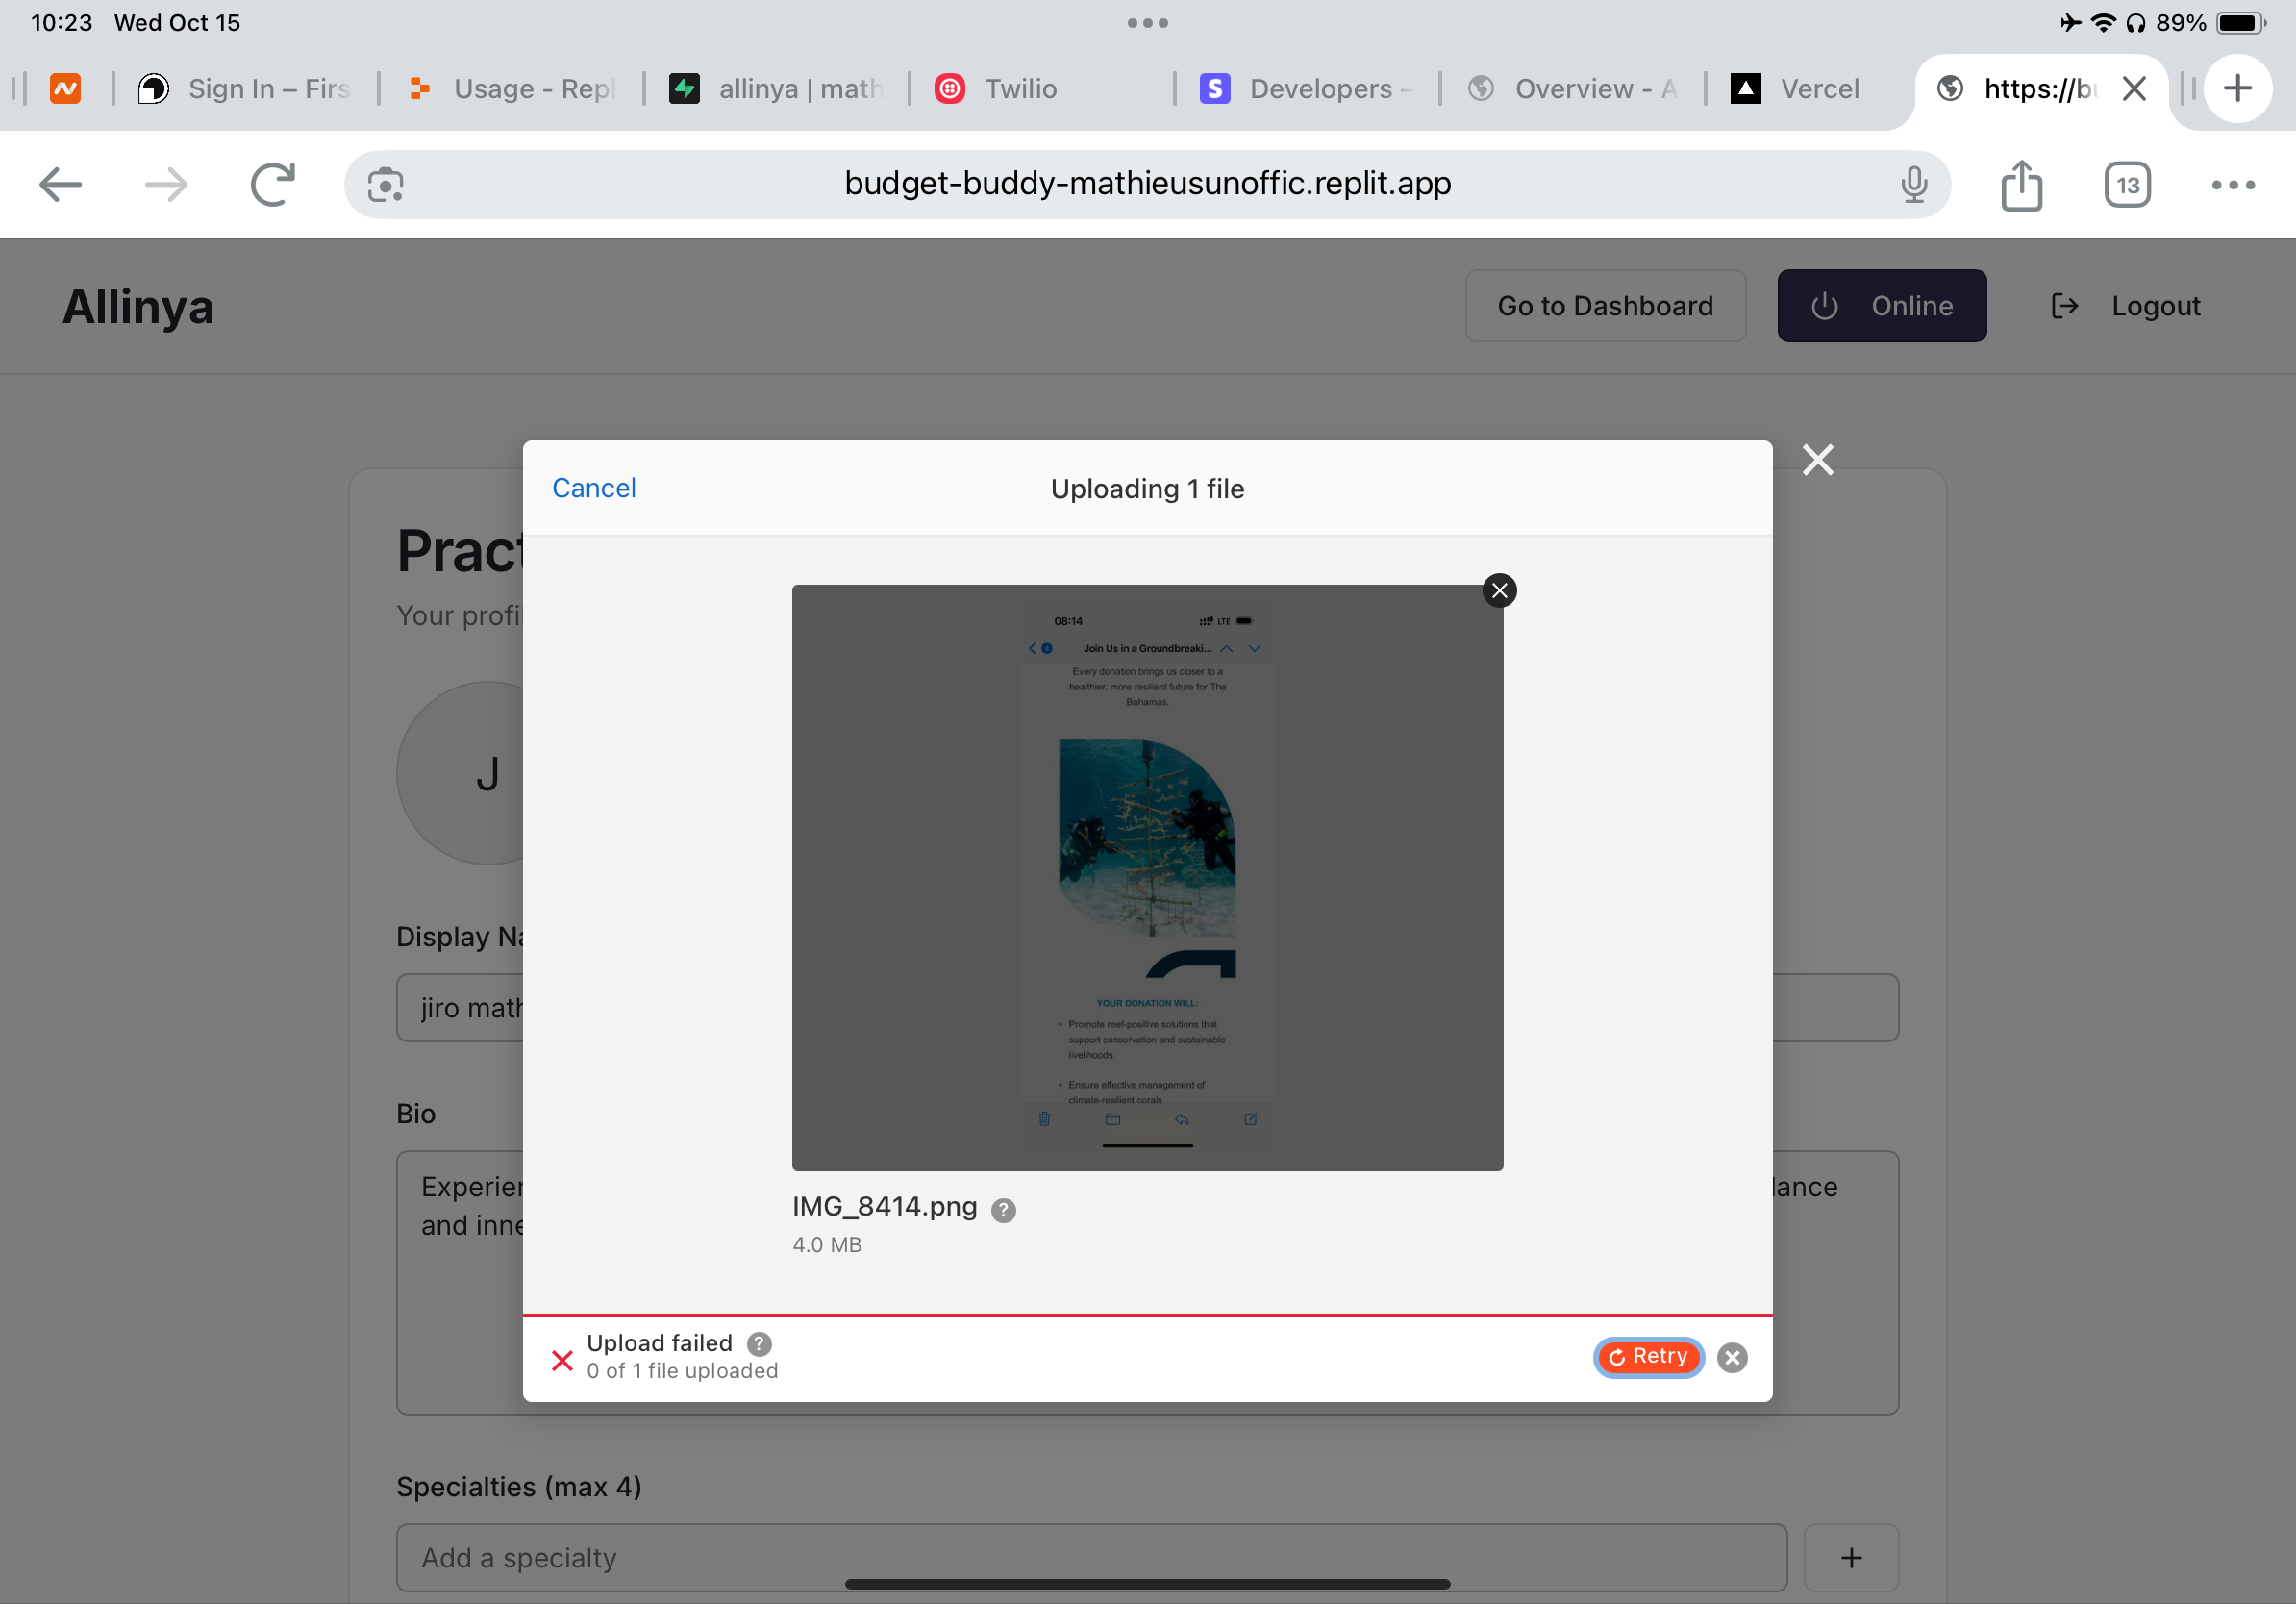 10:23 Wed Oct 15
89%
Sign In – Firs
Usage - Repl
allinya | math
Twilio
S
Developers –
Overview - A
Vercel
https://bu
budget-buddy-mathieusunoffic.replit.app
13
Allinya
Go to Dashboard
Online
Logout
Cancel
Uploading 1 file
Pract
Your profi
J
08:14
LTE
4
Join Us in a Groundbreaki...
Every donation brings us closer to a
healthier, more resilient future for The
Bahamas.
YOUR DONATION WILL:
• Promote reef-positive solutions that
support conservation and sustainable
livelihoods
• Ensure effective management of
climate-resilient corals
Display Na
jiro math
Bio
Experien
lance
and inne
IMG_8414.png ?
4.0 MB
Upload failed ?
0 of 1 file uploaded
Retry
Specialties (max 4)
Add a specialty
+